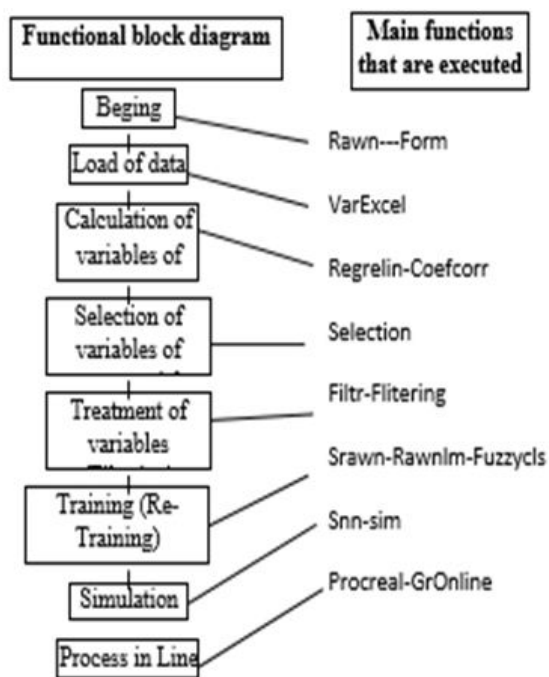 Functional block diagram
Main functions
that are executed
Beging
Rawn---Form
Load of data
VarExcel
Calculation of
variables of
Regrelin-Coefcorr
Selection of
variables of
Selection
Treatment of
variables
Filtr-Flitering
Srawn-Rawnlm-Fuzzycls
Training (Re-
Training)
Snn-sim
Simulation
Procreal-GrOnline
Process in Line